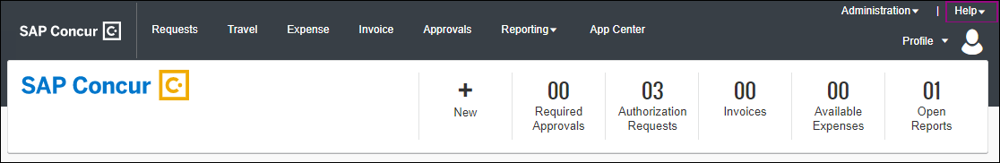 Administration | Help
SAP Concur Requests Travel Expense Invoice Approvals Reporting App Center
Profile
SAP Concur
+ 00 03 00 00 01
New Required Authorization Invoices Available Open
Approvals Requests Expenses Reports